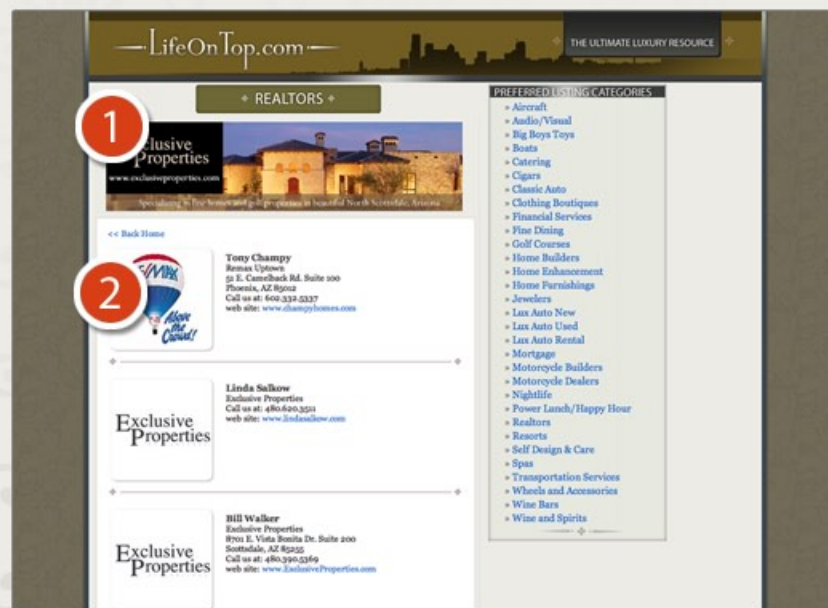 LifeOnTop.com
THE ULTIMATE LUXURY RESOURCE
REALTORS
1
clusive
Properties
www.exclusiveproperties.com
Specializing in fine homes and golf properties in beautiful North Scottsdale, Arizona
<< Back Home
2
RE/MAX
Above
the
Crowd!
Tony Champy
Remax Uptown
51 E. Camelback Rd. Suite 100
Phoenix, AZ 85012
Call us at: 602.332.5337
web site: www.champyhomes.com
Exclusive
Properties
Linda Salkow
Exclusive Properties
Call us at: 480.620.3511
web site: www.lindasalkow.com
Exclusive
Properties
Bill Walker
Exclusive Properties
8701 E. Vista Bonita Dr. Suite 200
Scottsdale, AZ 85255
Call us at: 480.390.5369
web site: www.ExclusiveProperties.com
PREFERRED LISTING CATEGORIES
» Aircraft
» Audio/Visual
» Big Boys Toys
» Boats
» Catering
» Cigars
» Classic Auto
» Clothing Boutiques
» Financial Services
» Fine Dining
» Golf Courses
» Home Builders
» Home Enhancement
» Home Furnishings
» Jewelers
» Lux Auto New
» Lux Auto Used
» Lux Auto Rental
» Mortgage
» Motorcycle Builders
» Motorcycle Dealers
» Nightlife
» Power Lunch/Happy Hour
» Realtors
» Resorts
» Self Design & Care
» Spas
» Transportation Services
» Wheels and Accessories
» Wine Bars
» Wine and Spirits